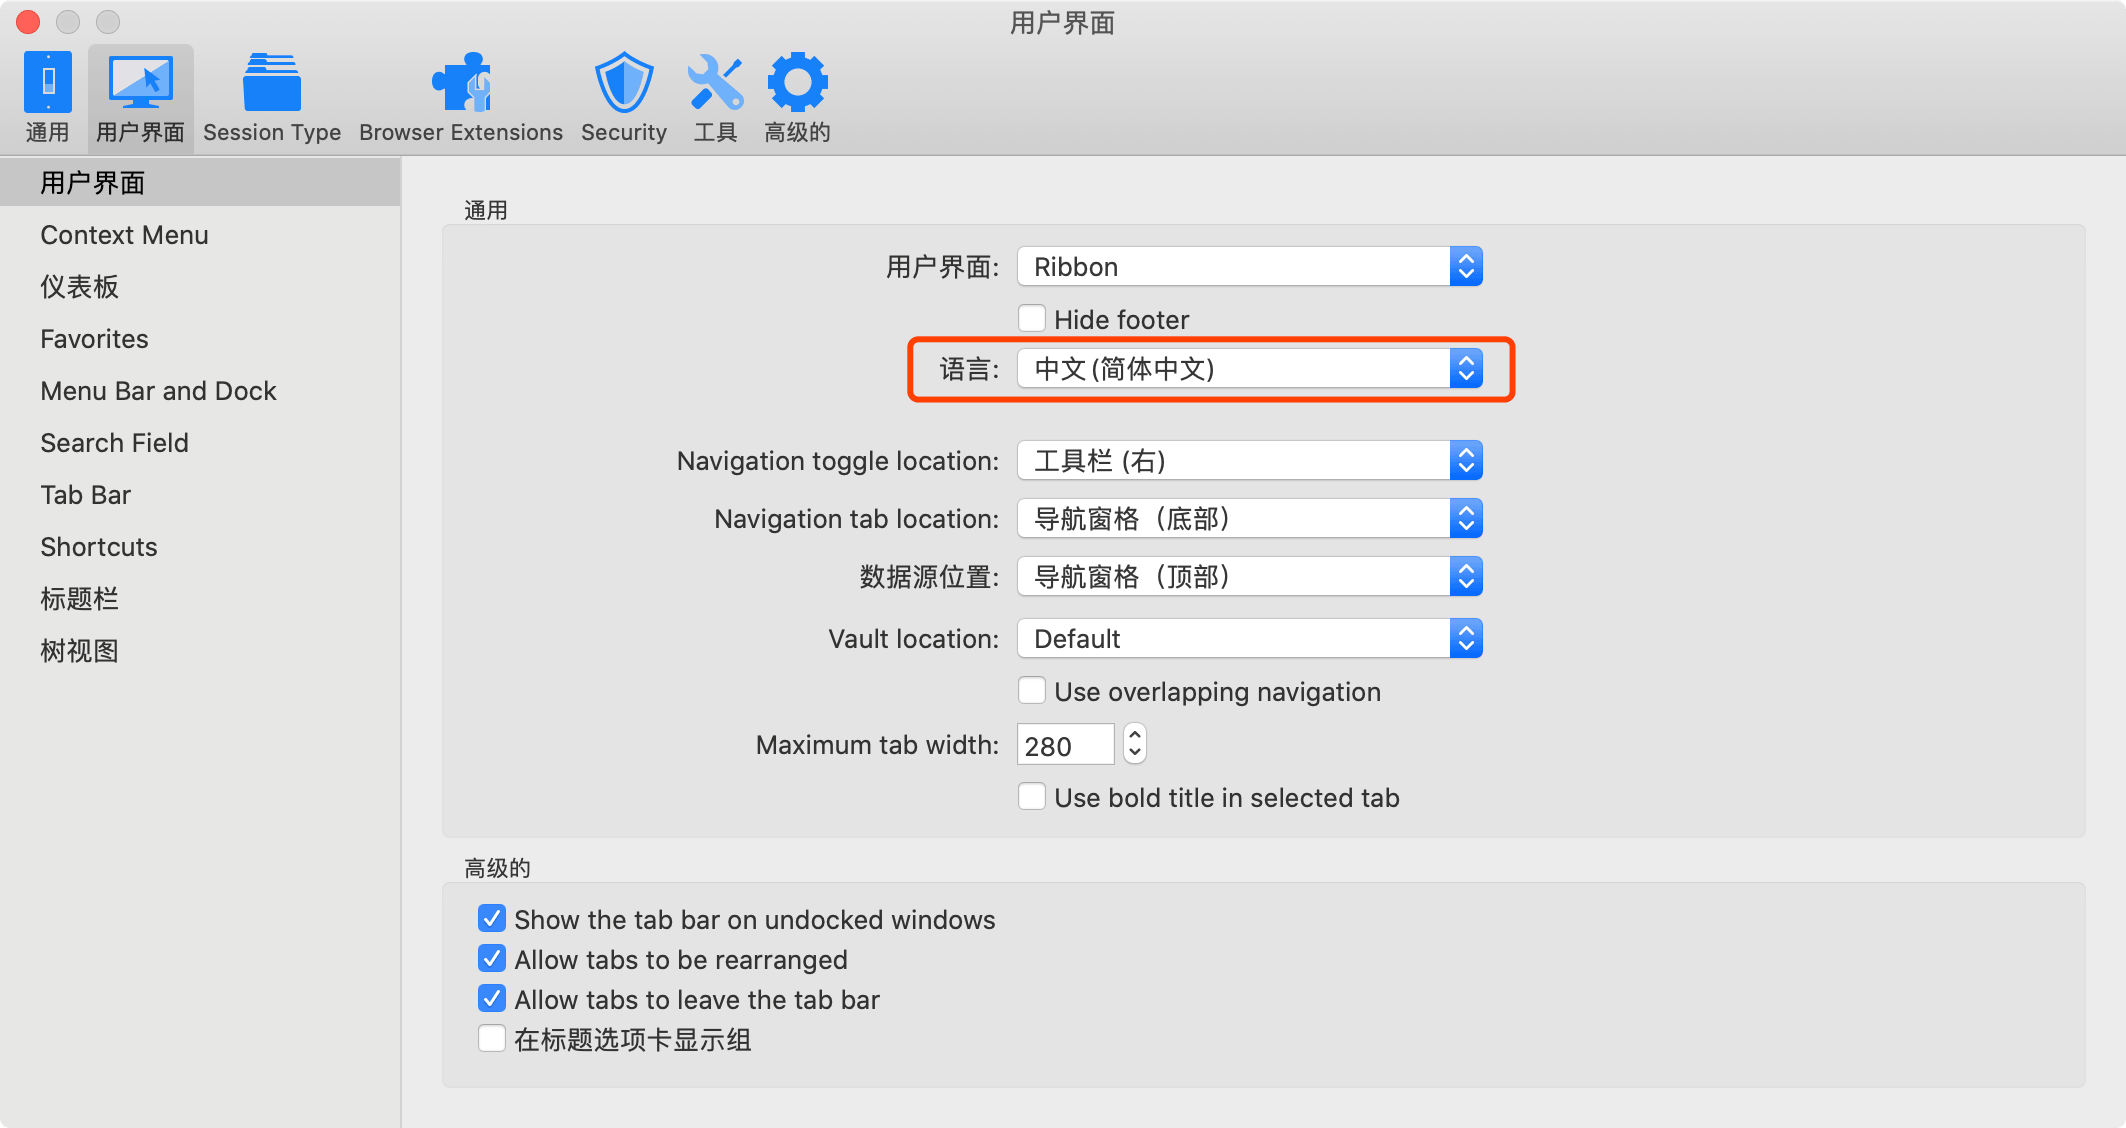 用户界面
通用
用户界面
Session Type
Browser Extensions
Security
工具
高级的
用户界面
Context Menu
仪表板
Favorites
Menu Bar and Dock
Search Field
Tab Bar
Shortcuts
标题栏
树视图
通用
用户界面: Ribbon
Hide footer
语言: 中文 (简体中文)
Navigation toggle location: 工具栏 (右)
Navigation tab location: 导航窗格（底部）
数据源位置: 导航窗格（顶部）
Vault location: Default
Use overlapping navigation
Maximum tab width: 280
Use bold title in selected tab
高级的
Show the tab bar on undocked windows
Allow tabs to be rearranged
Allow tabs to leave the tab bar
在标题选项卡显示组